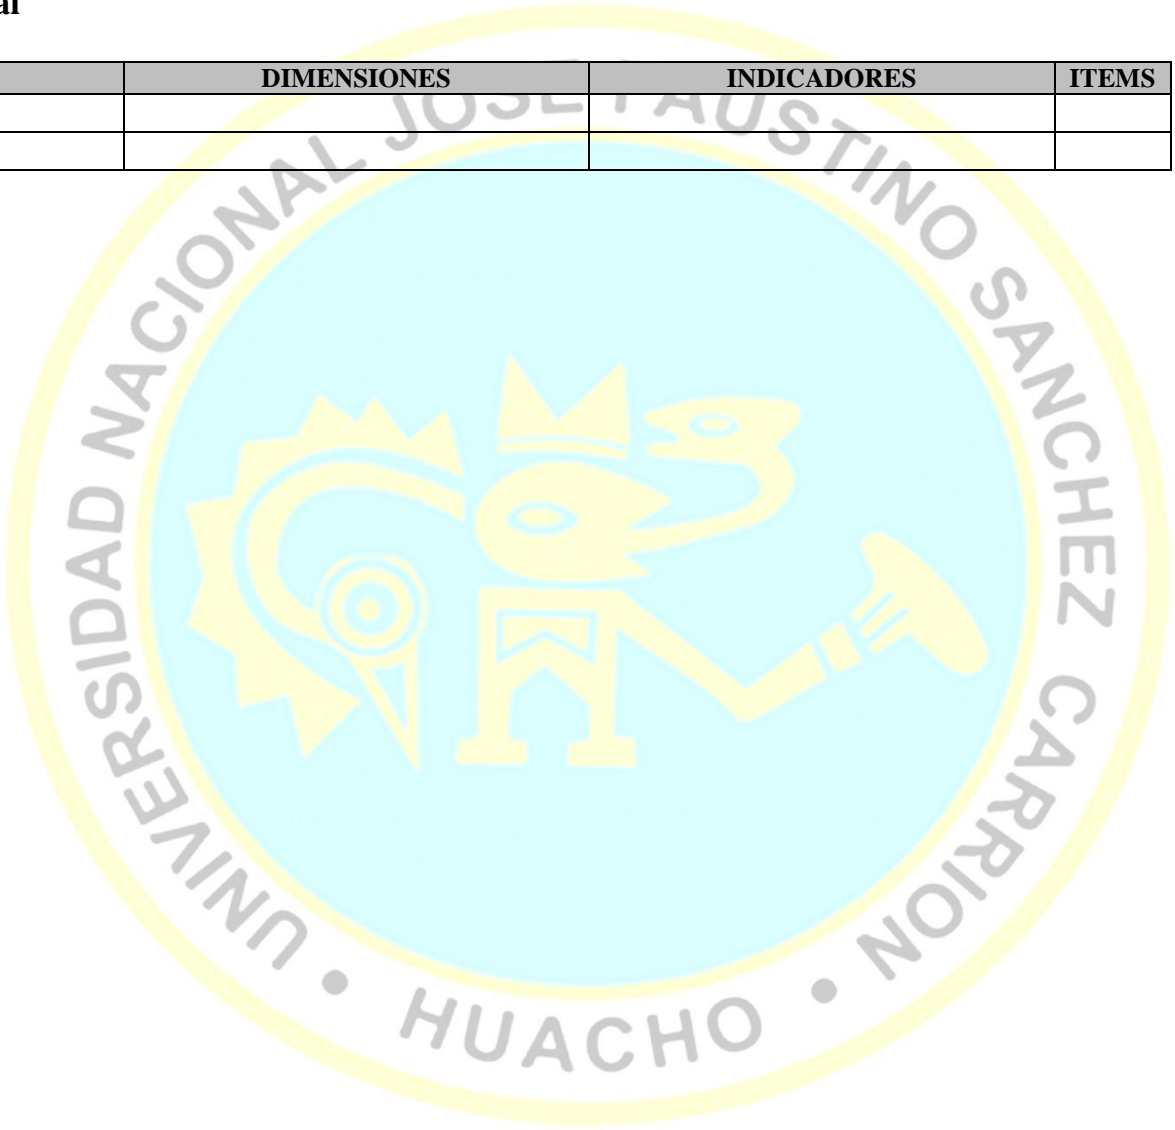 al
DIMENSIONES INDICADORES ITEMS
UNIVERSIDAD NACIONAL JOSE FAUSTINO SANCHEZ CARRION
• HUACHO •